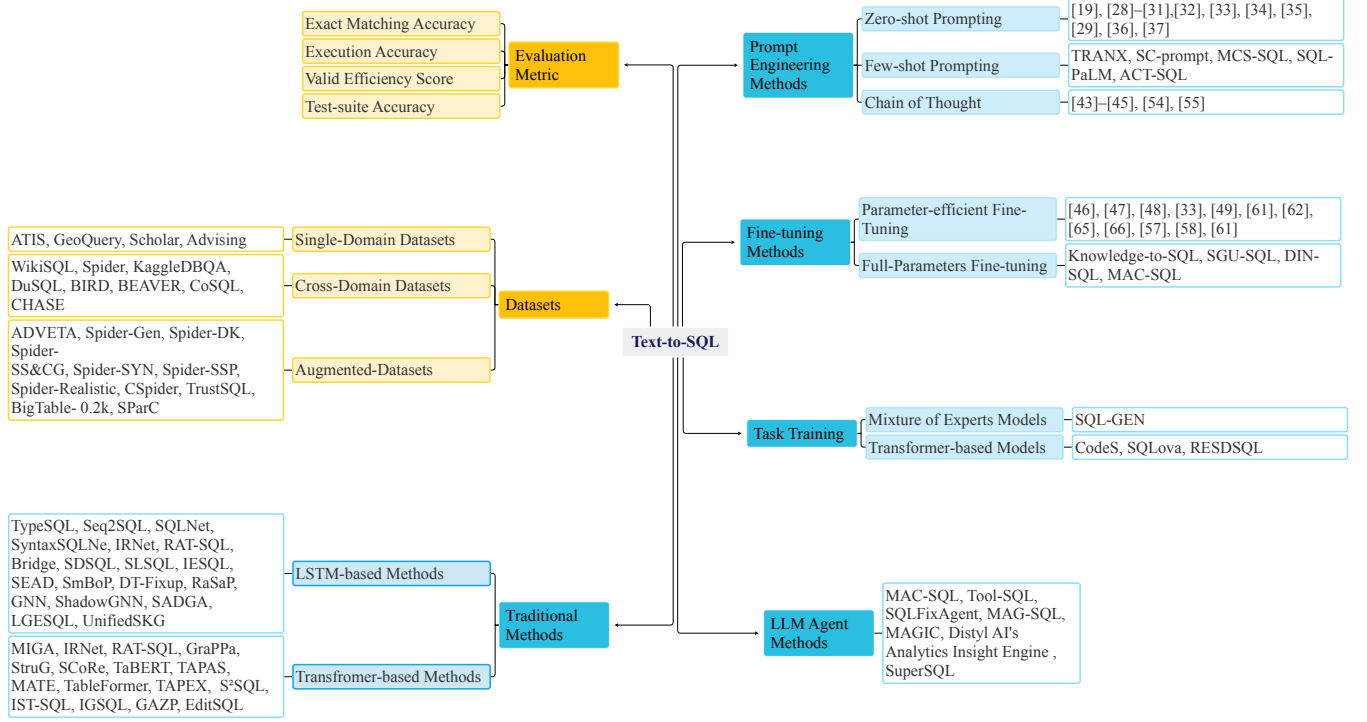 Exact Matching Accuracy
Execution Accuracy
Valid Efficiency Score
Test-suite Accuracy
Evaluation
Metric
ATIS, GeoQuery, Scholar, Advising
Single-Domain Datasets
WikiSQL, Spider, KaggleDBQA,
DuSQL, BIRD, BEAVER, CoSQL,
CHASE
Cross-Domain Datasets
ADVETA, Spider-Gen, Spider-DK,
Spider-
SS&CG, Spider-SYN, Spider-SSP,
Spider-Realistic, CSpider, TrustSQL,
BigTable- 0.2k, SParC
Augmented-Datasets
Datasets
TypeSQL, Seq2SQL, SQLNet,
SyntaxSQLNe, IRNet, RAT-SQL,
Bridge, SDSQL, SLSQL, IESQL,
SEAD, SmBoP, DT-Fixup, RaSaP,
GNN, ShadowGNN, SADGA,
LGESQL, UnifiedSKG
LSTM-based Methods
MIGA, IRNet, RAT-SQL, GraPPa,
StruG, SCoRe, TaBERT, TAPAS,
MATE, TableFormer, TAPEX, S²SQL,
IST-SQL, IGSQL, GAZP, EditSQL
Transfromer-based Methods
Traditional
Methods
Text-to-SQL
Prompt
Engineering
Methods
Zero-shot Prompting
[19], [28]–[31],[32], [33], [34], [35],
[29], [36], [37]
Few-shot Prompting
TRANX, SC-prompt, MCS-SQL, SQL-
PaLM, ACT-SQL
Chain of Thought
[43]–[45], [54], [55]
Fine-tuning
Methods
Parameter-efficient Fine-
Tuning
[46], [47], [48], [33], [49], [61], [62],
[65], [66], [57], [58], [61]
Full-Parameters Fine-tuning
Knowledge-to-SQL, SGU-SQL, DIN-
SQL, MAC-SQL
Task Training
Mixture of Experts Models
SQL-GEN
Transformer-based Models
CodeS, SQLova, RESDSQL
LLM Agent
Methods
MAC-SQL, Tool-SQL,
SQLFixAgent, MAG-SQL,
MAGIC, Distyl AI's
Analytics Insight Engine ,
SuperSQL